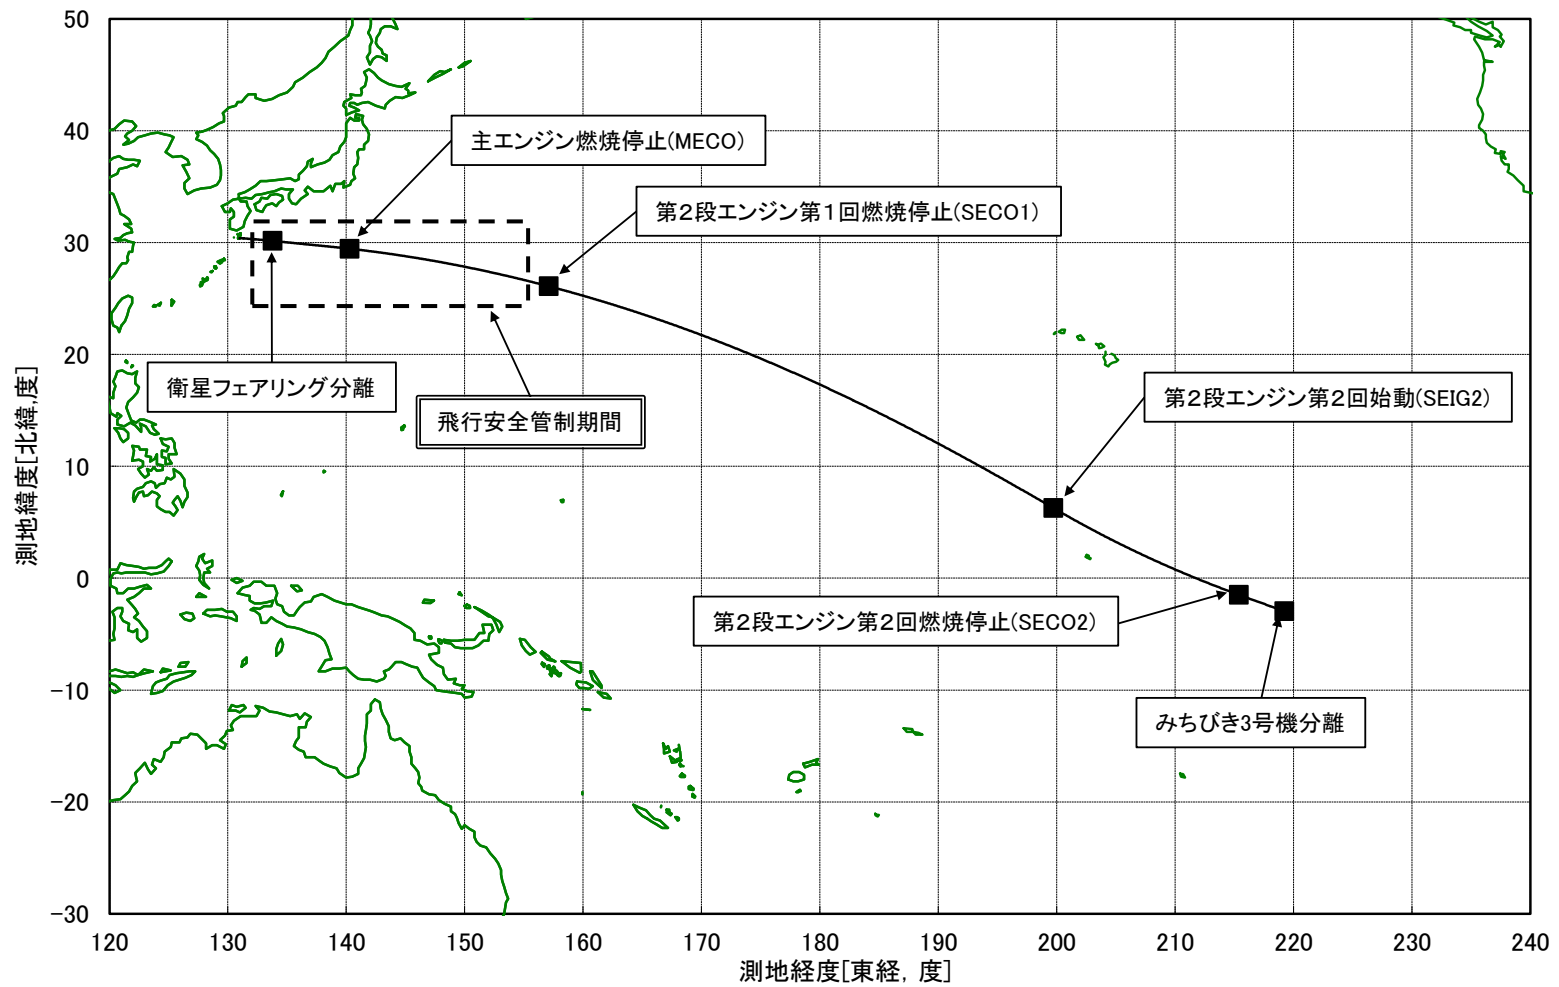 50
40
30
20
10
0
−10
−20
−30
測地緯度[北緯,度]
主エンジン燃焼停止(MECO)
第2段エンジン第1回燃焼停止(SECO1)
衛星フェアリング分離
飛行安全管制期間
第2段エンジン第2回始動(SEIG2)
第2段エンジン第2回燃焼停止(SECO2)
みちびき3号機分離
120 130 140 150 160 170 180 190 200 210 220 230 240
測地経度[東経, 度]